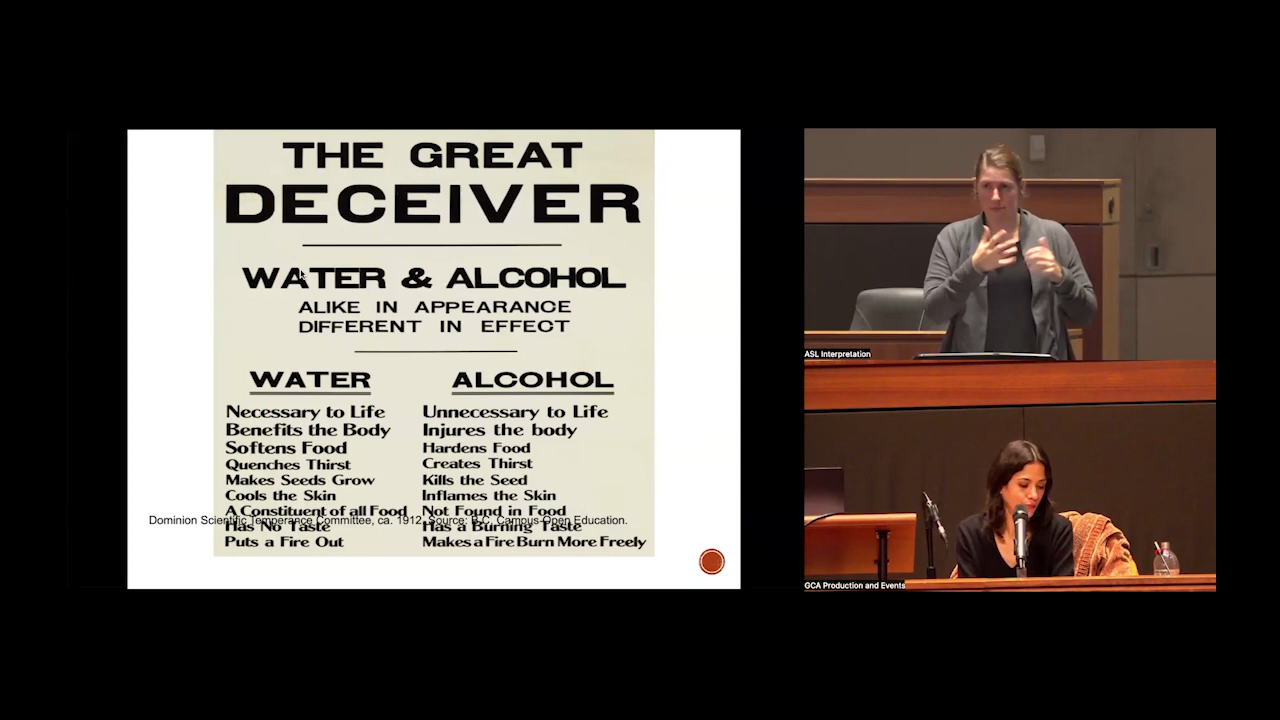 THE GREAT
DECEIVER
WATER & ALCOHOL
ALIKE IN APPEARANCE
DIFFERENT IN EFFECT
WATER
Necessary to Life
Benefits the Body
Softens Food
Quenches Thirst
Makes Seeds Grow
Cools the Skin
A Constituent of all Food
Has No Taste
Puts a Fire Out
ALCOHOL
Unnecessary to Life
Injures the body
Hardens Food
Creates Thirst
Kills the Seed
Inflames the Skin
Not Found in Food
Has a Burning Taste
Makes a Fire Burn More Freely
Dominion Scientific Temperance Committee, ca. 1912. Source: B.C. Campus Open Education.
ASL Interpretation
GCA Production and Events